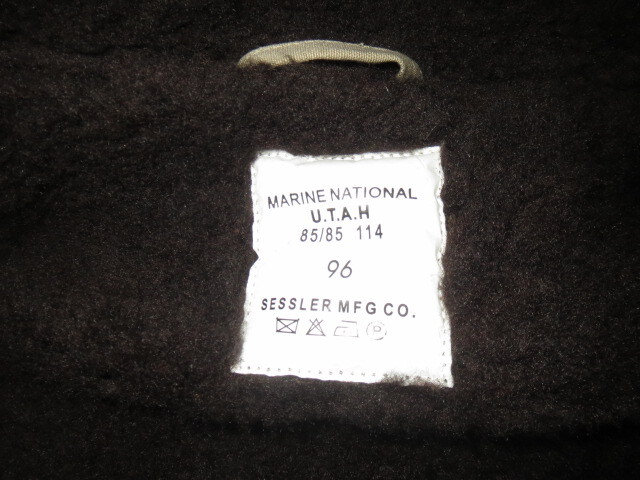 MARINE NATIONAL
U.T.A.H
85/85 114
96
SESSLER MFG CO.
P